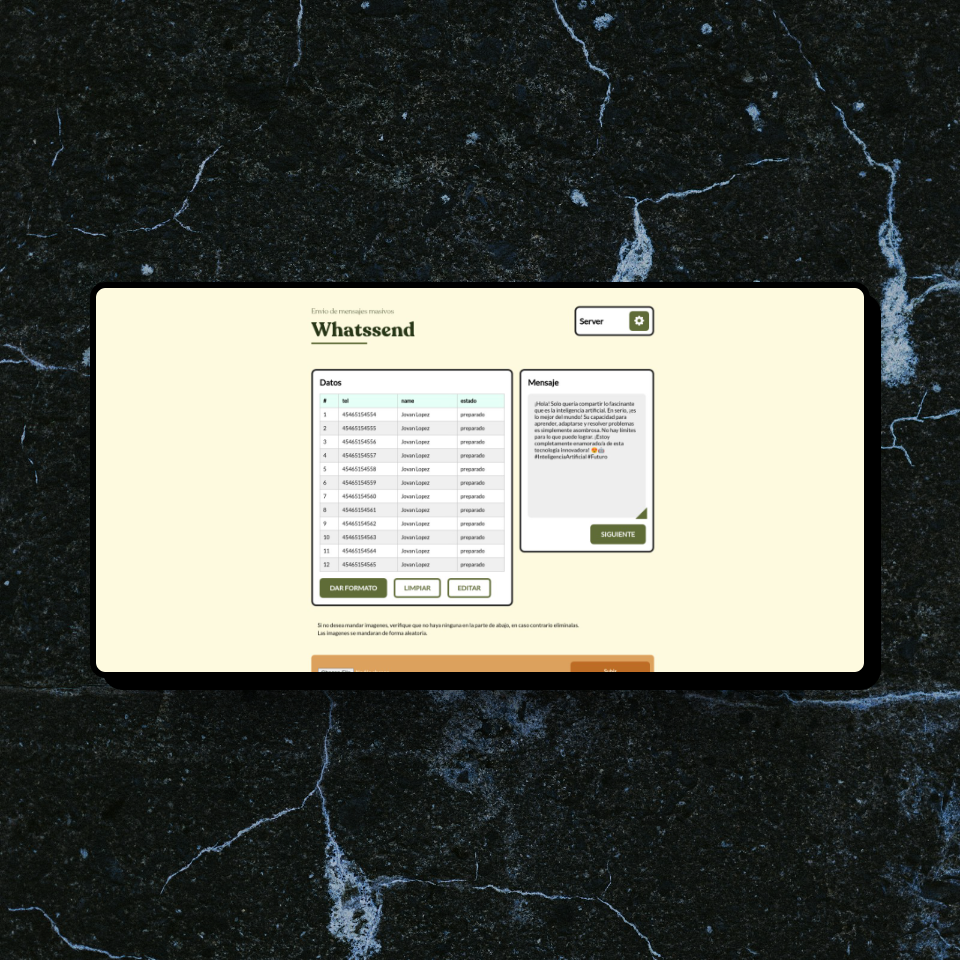 Envío de mensajes masivos
Whatssend
Server
Datos
# tel name estado
1 45465154554 Jovan Lopez preparado
2 45465154555 Jovan Lopez preparado
3 45465154556 Jovan Lopez preparado
4 45465154557 Jovan Lopez preparado
5 45465154558 Jovan Lopez preparado
6 45465154559 Jovan Lopez preparado
7 45465154560 Jovan Lopez preparado
8 45465154561 Jovan Lopez preparado
9 45465154562 Jovan Lopez preparado
10 45465154563 Jovan Lopez preparado
11 45465154564 Jovan Lopez preparado
12 45465154565 Jovan Lopez preparado
DAR FORMATO LIMPIAR EDITAR
Mensaje
¡Hola! Solo quería compartir lo fascinante
que es la inteligencia artificial. En serio, ¡es
lo mejor del mundo! Su capacidad para
aprender, adaptarse y resolver problemas
es simplemente asombrosa. No hay límites
para lo que puede lograr. ¡Estoy
completamente enamorado/a de esta
tecnología innovadora! 😍🤖
#InteligenciaArtificial #Futuro
SIGUIENTE
Si no desea mandar imagenes, verifique que no haya ninguna en la parte de abajo, en caso contrario eliminalas.
Las imagenes se mandaran de forma aleatoria.